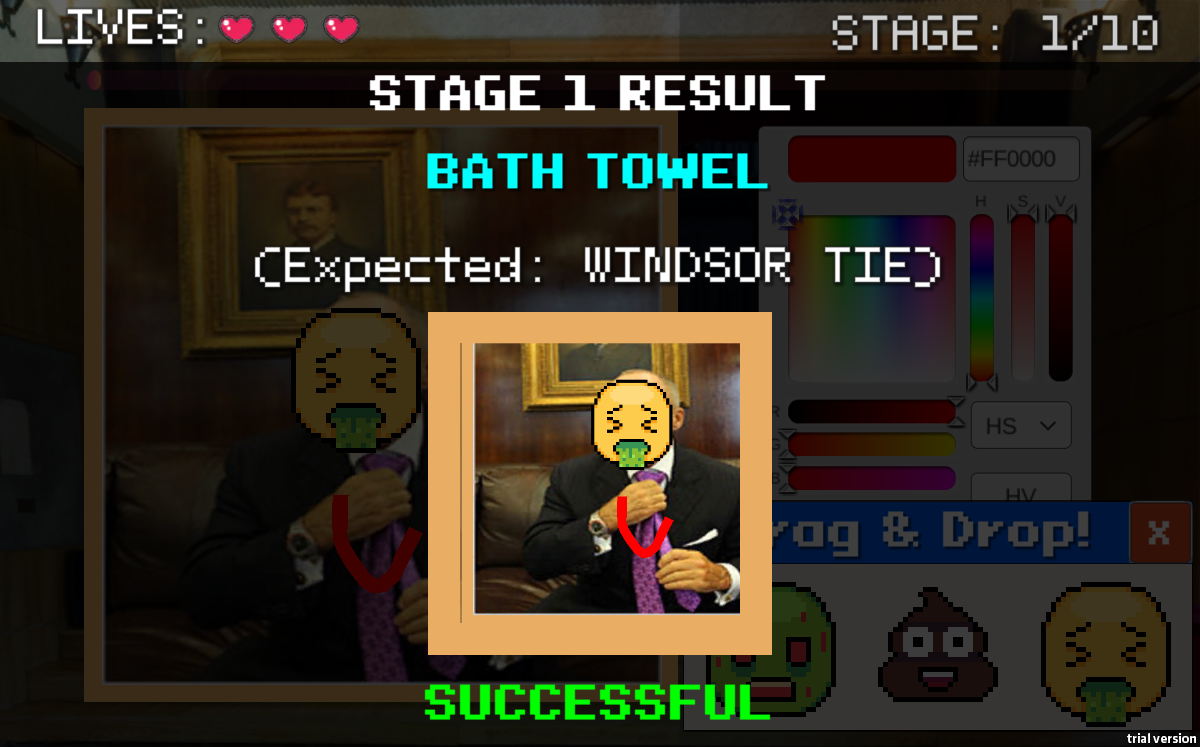 LIVES:
STAGE: 1/10
STAGE 1 RESULT
BATH TOWEL
#FF0000
H S V
(Expected: WINDSOR TIE)
R
G
HS
B
HV
rag & Drop!
x
SUCCESSFUL
trial version